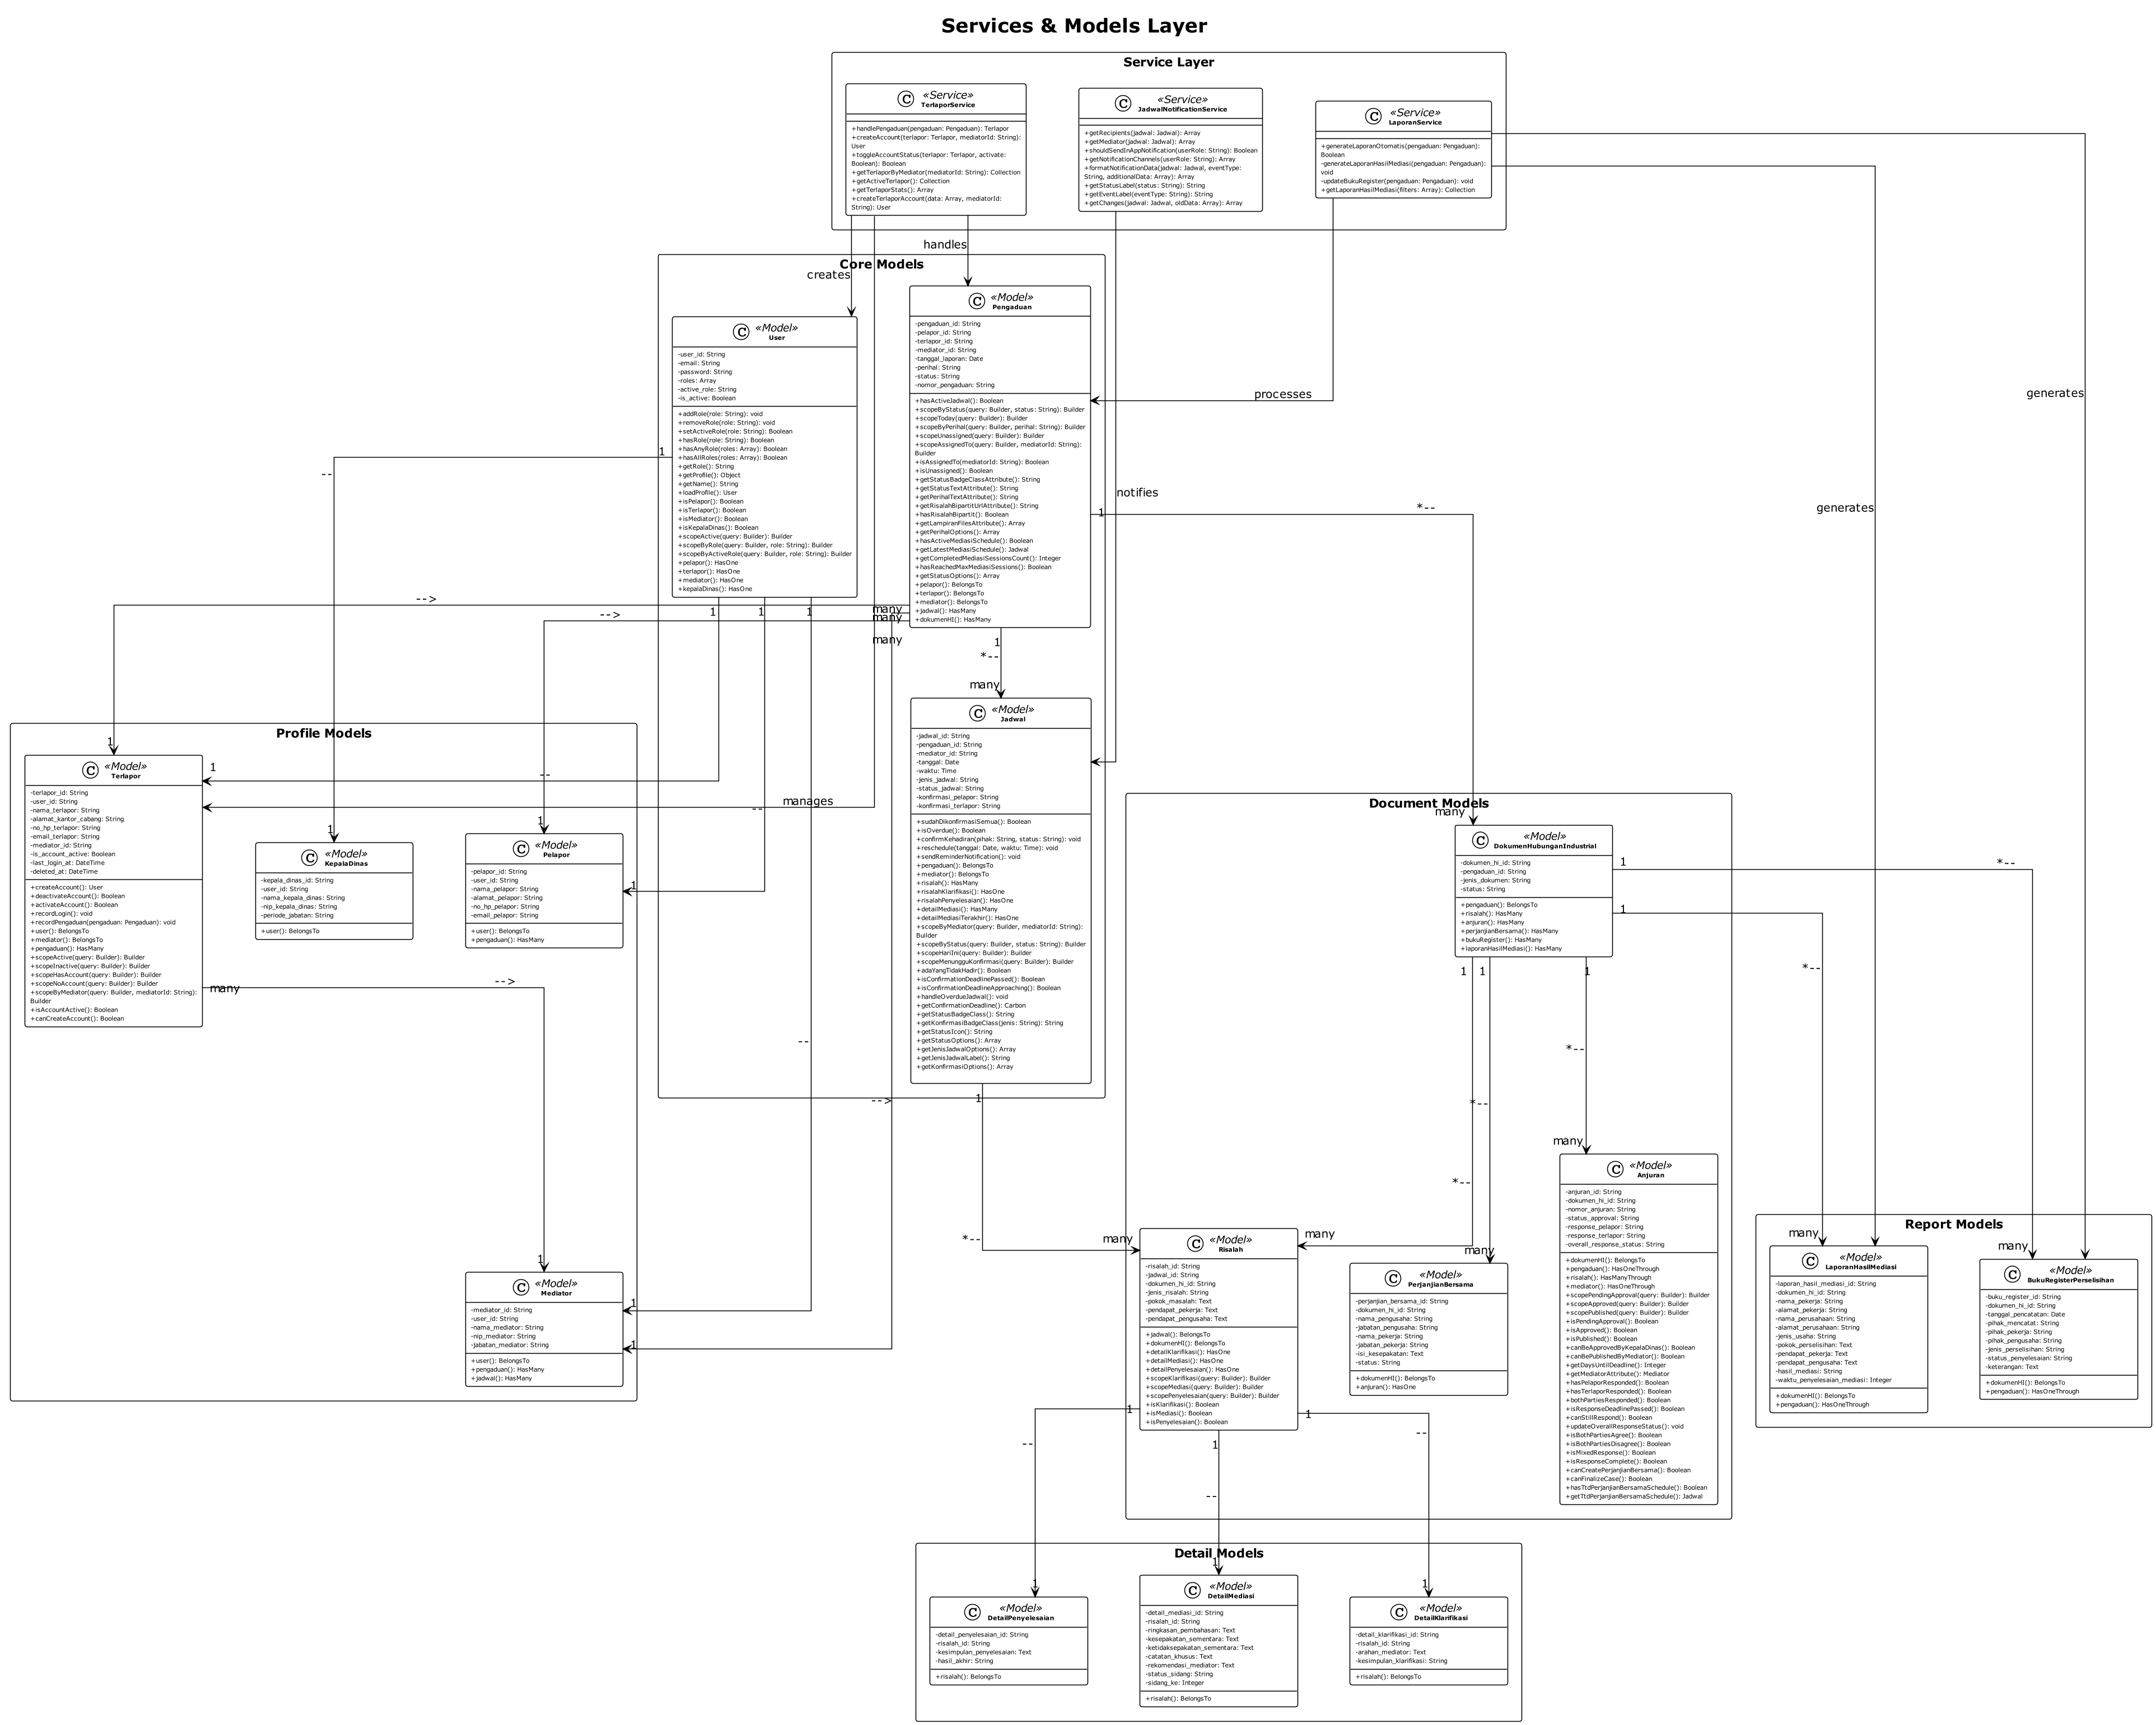 Services & Models Layer
Service Layer
«Service»
TerlaporService
+handlePengaduan(pengaduan: Pengaduan): Terlapor
+createAccount(terlapor: Terlapor, mediatorId: String):
User
+toggleAccountStatus(terlapor: Terlapor, activate:
Boolean): Boolean
+getTerlaporByMediator(mediatorId: String): Collection
+getActiveTerlapor(): Collection
+getTerlaporStats(): Array
+createTerlaporAccount(data: Array, mediatorId:
String): User
«Service»
JadwalNotificationService
+getRecipients(jadwal: Jadwal): Array
+getMediator(jadwal: Jadwal): Array
+shouldSendInAppNotification(userRole: String): Boolean
+getNotificationChannels(userRole: String): Array
+formatNotificationData(jadwal: Jadwal, eventType:
String, additionalData: Array): Array
+getStatusLabel(status: String): String
+getEventLabel(eventType: String): String
+getChanges(jadwal: Jadwal, oldData: Array): Array
«Service»
LaporanService
+generateLaporanOtomatis(pengaduan: Pengaduan):
Boolean
-generateLaporanHasilMediasi(pengaduan: Pengaduan):
void
-updateBukuRegister(pengaduan: Pengaduan): void
+getLaporanHasilMediasi(filters: Array): Collection
handles
creates
processes
notifies
generates
generates
manages
Core Models
«Model»
User
-user_id: String
-email: String
-password: String
-roles: Array
-active_role: String
-is_active: Boolean
+addRole(role: String): void
+removeRole(role: String): void
+setActiveRole(role: String): Boolean
+hasRole(role: String): Boolean
+hasAnyRole(roles: Array): Boolean
+hasAllRoles(roles: Array): Boolean
+getRole(): String
+getProfile(): Object
+getName(): String
+loadProfile(): User
+isPelapor(): Boolean
+isTerlapor(): Boolean
+isMediator(): Boolean
+isKepalaDinas(): Boolean
+scopeActive(query: Builder): Builder
+scopeByRole(query: Builder, role: String): Builder
+scopeByActiveRole(query: Builder, role: String): Builder
+pelapor(): HasOne
+terlapor(): HasOne
+mediator(): HasOne
+kepalaDinas(): HasOne
«Model»
Pengaduan
-pengaduan_id: String
-pelapor_id: String
-terlapor_id: String
-mediator_id: String
-tanggal_laporan: Date
-perihal: String
-status: String
-nomor_pengaduan: String
+hasActiveJadwal(): Boolean
+scopeByStatus(query: Builder, status: String): Builder
+scopeToday(query: Builder): Builder
+scopeByPerihal(query: Builder, perihal: String): Builder
+scopeUnassigned(query: Builder): Builder
+scopeAssignedTo(query: Builder, mediatorId: String):
Builder
+isAssignedTo(mediatorId: String): Boolean
+isUnassigned(): Boolean
+getStatusBadgeClassAttribute(): String
+getStatusTextAttribute(): String
+getPerihalTextAttribute(): String
+getRisalahBipartitUrlAttribute(): String
+hasRisalahBipartit(): Boolean
+getLampiranFilesAttribute(): Array
+getPerihalOptions(): Array
+hasActiveMediasiSchedule(): Boolean
+getLatestMediasiSchedule(): Jadwal
+getCompletedMediasiSessionsCount(): Integer
+hasReachedMaxMediasiSessions(): Boolean
+getStatusOptions(): Array
+pelapor(): BelongsTo
+terlapor(): BelongsTo
+mediator(): BelongsTo
+jadwal(): HasMany
+dokumenHI(): HasMany
1
--
1
1
1
1
*--
-->
-->
many
many
many
1
*--
many
«Model»
Jadwal
-jadwal_id: String
-pengaduan_id: String
-mediator_id: String
-tanggal: Date
-waktu: Time
-jenis_jadwal: String
-status_jadwal: String
-konfirmasi_pelapor: String
-konfirmasi_terlapor: String
+sudahDikonfirmasiSemua(): Boolean
+isOverdue(): Boolean
+confirmKehadiran(pihak: String, status: String): void
+reschedule(tanggal: Date, waktu: Time): void
+sendReminderNotification(): void
+pengaduan(): BelongsTo
+mediator(): BelongsTo
+risalah(): HasMany
+risalahKlarifikasi(): HasOne
+risalahPenyelesaian(): HasOne
+detailMediasi(): HasMany
+detailMediasiTerakhir(): HasOne
+scopeByMediator(query: Builder, mediatorId: String):
Builder
+scopeByStatus(query: Builder, status: String): Builder
+scopeHariIni(query: Builder): Builder
+scopeMenungguKonfirmasi(query: Builder): Builder
+adaYangTidakHadir(): Boolean
+isConfirmationDeadlinePassed(): Boolean
+isConfirmationDeadlineApproaching(): Boolean
+handleOverdueJadwal(): void
+getConfirmationDeadline(): Carbon
+getStatusBadgeClass(): String
+getKonfirmasiBadgeClass(jenis: String): String
+getStatusIcon(): String
+getStatusOptions(): Array
+getJenisJadwalOptions(): Array
+getJenisJadwalLabel(): String
+getKonfirmasiOptions(): Array
Profile Models
1
1
--
--
«Model»
Terlapor
-terlapor_id: String
-user_id: String
-nama_terlapor: String
-alamat_kantor_cabang: String
-no_hp_terlapor: String
-email_terlapor: String
-mediator_id: String
-is_account_active: Boolean
-last_login_at: DateTime
-deleted_at: DateTime
+createAccount(): User
+deactivateAccount(): Boolean
+activateAccount(): Boolean
+recordLogin(): void
+recordPengaduan(pengaduan: Pengaduan): void
+user(): BelongsTo
+mediator(): BelongsTo
+pengaduan(): HasMany
+scopeActive(query: Builder): Builder
+scopeInactive(query: Builder): Builder
+scopeHasAccount(query: Builder): Builder
+scopeNoAccount(query: Builder): Builder
+scopeByMediator(query: Builder, mediatorId: String):
Builder
+isAccountActive(): Boolean
+canCreateAccount(): Boolean
1
«Model»
KepalaDinas
-kepala_dinas_id: String
-user_id: String
-nama_kepala_dinas: String
-nip_kepala_dinas: String
-periode_jabatan: String
+user(): BelongsTo
1
«Model»
Pelapor
-pelapor_id: String
-user_id: String
-nama_pelapor: String
-alamat_pelapor: String
-no_hp_pelapor: String
-email_pelapor: String
+user(): BelongsTo
+pengaduan(): HasMany
1
many
-->
--
-->
1
«Model»
Mediator
-mediator_id: String
-user_id: String
-nama_mediator: String
-nip_mediator: String
-jabatan_mediator: String
+user(): BelongsTo
+pengaduan(): HasMany
+jadwal(): HasMany
1
1
Document Models
many
«Model»
DokumenHubunganIndustrial
-dokumen_hi_id: String
-pengaduan_id: String
-jenis_dokumen: String
-status: String
+pengaduan(): BelongsTo
+risalah(): HasMany
+anjuran(): HasMany
+perjanjianBersama(): HasMany
+bukuRegister(): HasMany
+laporanHasilMediasi(): HasMany
1
*--
1
*--
1
1
1
*--
*--
*--
many
1
*--
many
many
many
«Model»
Risalah
-risalah_id: String
-jadwal_id: String
-dokumen_hi_id: String
-jenis_risalah: String
-pokok_masalah: Text
-pendapat_pekerja: Text
-pendapat_pengusaha: Text
+jadwal(): BelongsTo
+dokumenHI(): BelongsTo
+detailKlarifikasi(): HasOne
+detailMediasi(): HasOne
+detailPenyelesaian(): HasOne
+scopeKlarifikasi(query: Builder): Builder
+scopeMediasi(query: Builder): Builder
+scopePenyelesaian(query: Builder): Builder
+isKlarifikasi(): Boolean
+isMediasi(): Boolean
+isPenyelesaian(): Boolean
«Model»
PerjanjianBersama
-perjanjian_bersama_id: String
-dokumen_hi_id: String
-nama_pengusaha: String
-jabatan_pengusaha: String
-nama_pekerja: String
-jabatan_pekerja: String
-isi_kesepakatan: Text
-status: String
+dokumenHI(): BelongsTo
+anjuran(): HasOne
«Model»
Anjuran
-anjuran_id: String
-dokumen_hi_id: String
-nomor_anjuran: String
-status_approval: String
-response_pelapor: String
-response_terlapor: String
-overall_response_status: String
+dokumenHI(): BelongsTo
+pengaduan(): HasOneThrough
+risalah(): HasManyThrough
+mediator(): HasOneThrough
+scopePendingApproval(query: Builder): Builder
+scopeApproved(query: Builder): Builder
+scopePublished(query: Builder): Builder
+isPendingApproval(): Boolean
+isApproved(): Boolean
+isPublished(): Boolean
+canBeApprovedByKepalaDinas(): Boolean
+canBePublishedByMediator(): Boolean
+getDaysUntilDeadline(): Integer
+getMediatorAttribute(): Mediator
+hasPelaporResponded(): Boolean
+hasTerlaporResponded(): Boolean
+bothPartiesResponded(): Boolean
+isResponseDeadlinePassed(): Boolean
+canStillRespond(): Boolean
+updateOverallResponseStatus(): void
+isBothPartiesAgree(): Boolean
+isBothPartiesDisagree(): Boolean
+isMixedResponse(): Boolean
+isResponseComplete(): Boolean
+canCreatePerjanjianBersama(): Boolean
+canFinalizeCase(): Boolean
+hasTtdPerjanjianBersamaSchedule(): Boolean
+getTtdPerjanjianBersamaSchedule(): Jadwal
Report Models
many
many
«Model»
LaporanHasilMediasi
-laporan_hasil_mediasi_id: String
-dokumen_hi_id: String
-nama_pekerja: String
-alamat_pekerja: String
-nama_perusahaan: String
-alamat_perusahaan: String
-jenis_usaha: String
-pokok_perselisihan: Text
-pendapat_pekerja: Text
-pendapat_pengusaha: Text
-hasil_mediasi: String
-waktu_penyelesaian_mediasi: Integer
+dokumenHI(): BelongsTo
+pengaduan(): HasOneThrough
«Model»
BukuRegisterPerselisihan
-buku_register_id: String
-dokumen_hi_id: String
-tanggal_pencatatan: Date
-pihak_mencatat: String
-pihak_pekerja: String
-pihak_pengusaha: String
-jenis_perselisihan: String
-status_penyelesaian: String
-keterangan: Text
+dokumenHI(): BelongsTo
+pengaduan(): HasOneThrough
1
1
1
--
--
--
Detail Models
1
1
1
«Model»
DetailPenyelesaian
-detail_penyelesaian_id: String
-risalah_id: String
-kesimpulan_penyelesaian: Text
-hasil_akhir: String
+risalah(): BelongsTo
«Model»
DetailMediasi
-detail_mediasi_id: String
-risalah_id: String
-ringkasan_pembahasan: Text
-kesepakatan_sementara: Text
-ketidaksepakatan_sementara: Text
-catatan_khusus: Text
-rekomendasi_mediator: Text
-status_sidang: String
-sidang_ke: Integer
+risalah(): BelongsTo
«Model»
DetailKlarifikasi
-detail_klarifikasi_id: String
-risalah_id: String
-arahan_mediator: Text
-kesimpulan_klarifikasi: String
+risalah(): BelongsTo